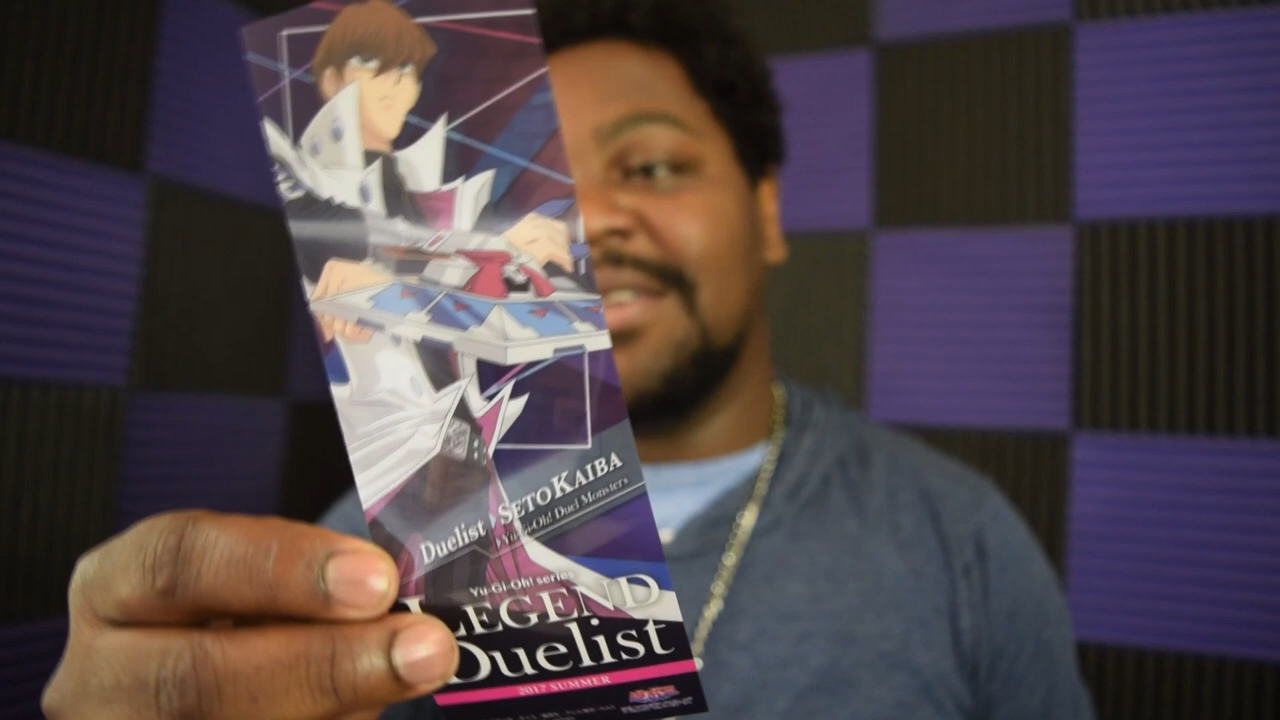 Duelist SETO KAIBA
Yu-Gi-Oh! Duel Monsters
Yu-Gi-Oh! series
LEGEND
Duelist
2017 SUMMER